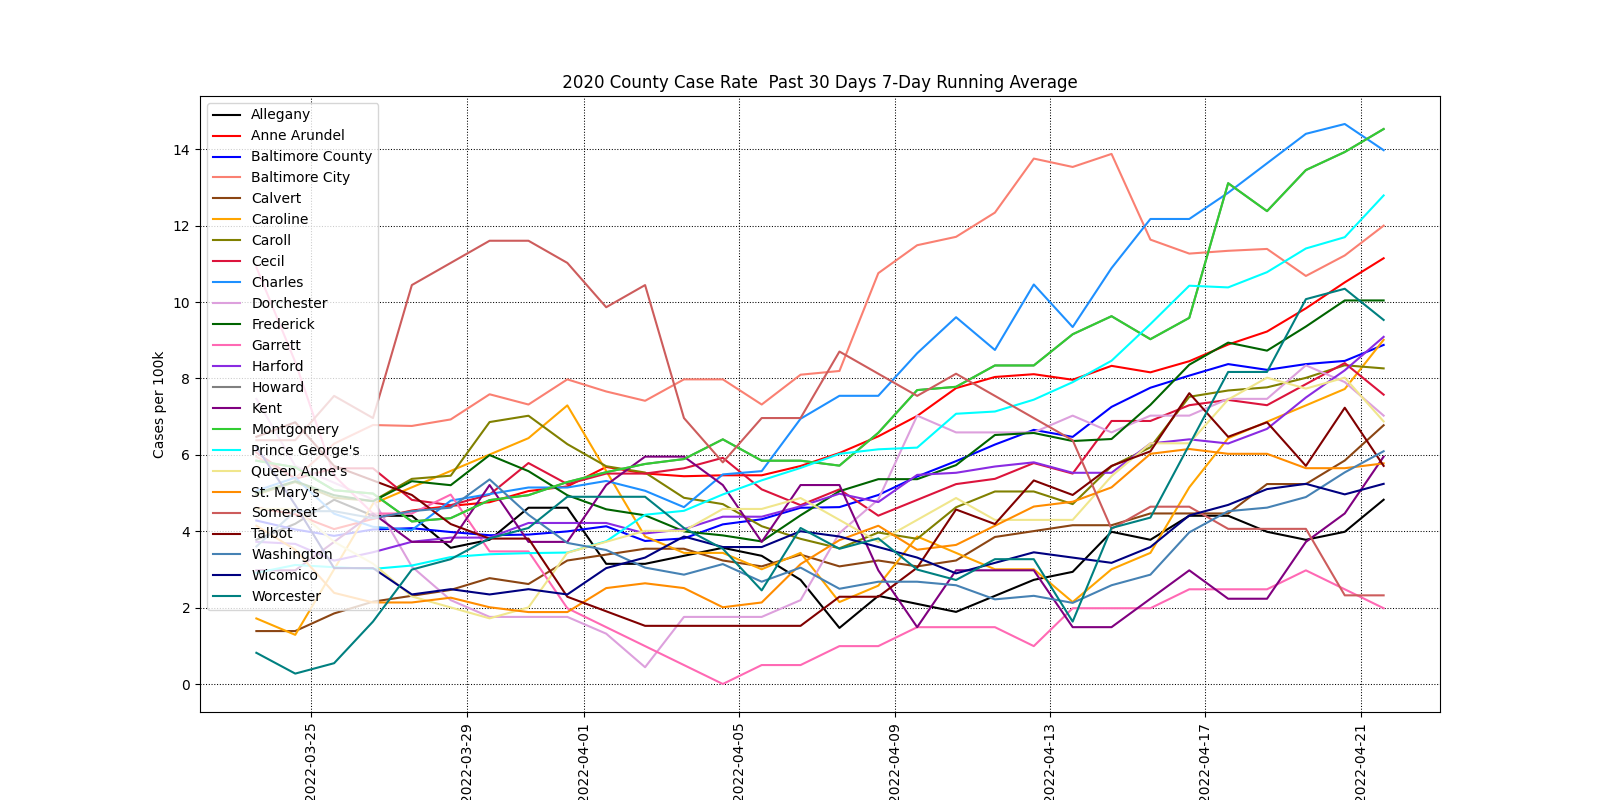 2020 County Case Rate  Past 30 Days 7-Day Running Average
Cases per 100k
14
12
10
8
6
4
2
0
Allegany
Anne Arundel
Baltimore County
Baltimore City
Calvert
Caroline
Caroll
Cecil
Charles
Dorchester
Frederick
Garrett
Harford
Howard
Kent
Montgomery
Prince George's
Queen Anne's
St. Mary's
Somerset
Talbot
Washington
Wicomico
Worcester
2022-03-25
2022-03-29
2022-04-01
2022-04-05
2022-04-09
2022-04-13
2022-04-17
2022-04-21